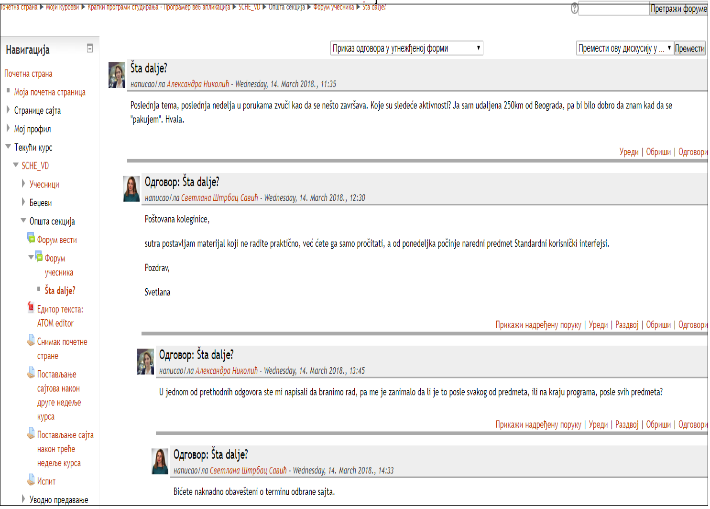 Почетна страна ▶ Моји курсеви ▶ Кратки програми студирања - Програмер веб апликација ▶ SCHE_VD ▶ Општа секција ▶ Форум учесника ▶ Šta dalje?
Претражи форуме
Навигација
Почетна страна
Моја почетна страница
Странице сајта
Мој профил
Текући курс
SCHE_VD
Учесници
Беџеви
Општа секција
Форум вести
Форум
учесника
Šta dalje?
Едитор текста:
ATOM editor
Снимак почетне
стране
Постављање
сајтова након
друге недеље
курса
Постављање сајта
након треће
недеље курса
Испит
Уводно предавање
Приказ одговора у угнежђеној форми
Премести ову дискусију у ...
Премести
Šta dalje?
написао/ла Александра Николић - Wednesday, 14. March 2018., 11:35
Poslednja tema, poslednja nedelja u porukama zvuči kao da se nešto završava. Koje su sledeće aktivnosti? Ja sam udaljena 250km od Beograda, pa bi bilo dobro da znam kad da se
"pakujem". Hvala.
Уреди | Обриши | Одговори
Одговор: Šta dalje?
написао/ла Светлана Штрбац Савић - Wednesday, 14. March 2018., 12:30
Poštovana koleginice,
sutra postavljam materijal koji ne radite praktično, već ćete ga samo pročitati, a od ponedeljka počinje naredni predmet Standardni korisnički interfejsi.
Pozdrav,
Svetlana
Прикажи надређену поруку | Уреди | Раздвој | Обриши | Одговори
Одговор: Šta dalje?
написао/ла Александра Николић - Wednesday, 14. March 2018., 13:45
U jednom od prethodnih odgovora ste mi napisali da branimo rad, pa me je zanimalo da li je to posle svakog od predmeta, ili na kraju programa, posle svih predmeta?
Прикажи надређену поруку | Уреди | Раздвој | Обриши | Одговори
Одговор: Šta dalje?
написао/ла Светлана Штрбац Савић - Wednesday, 14. March 2018., 14:33
Bićete naknadno obavešteni o terminu odbrane sajta.